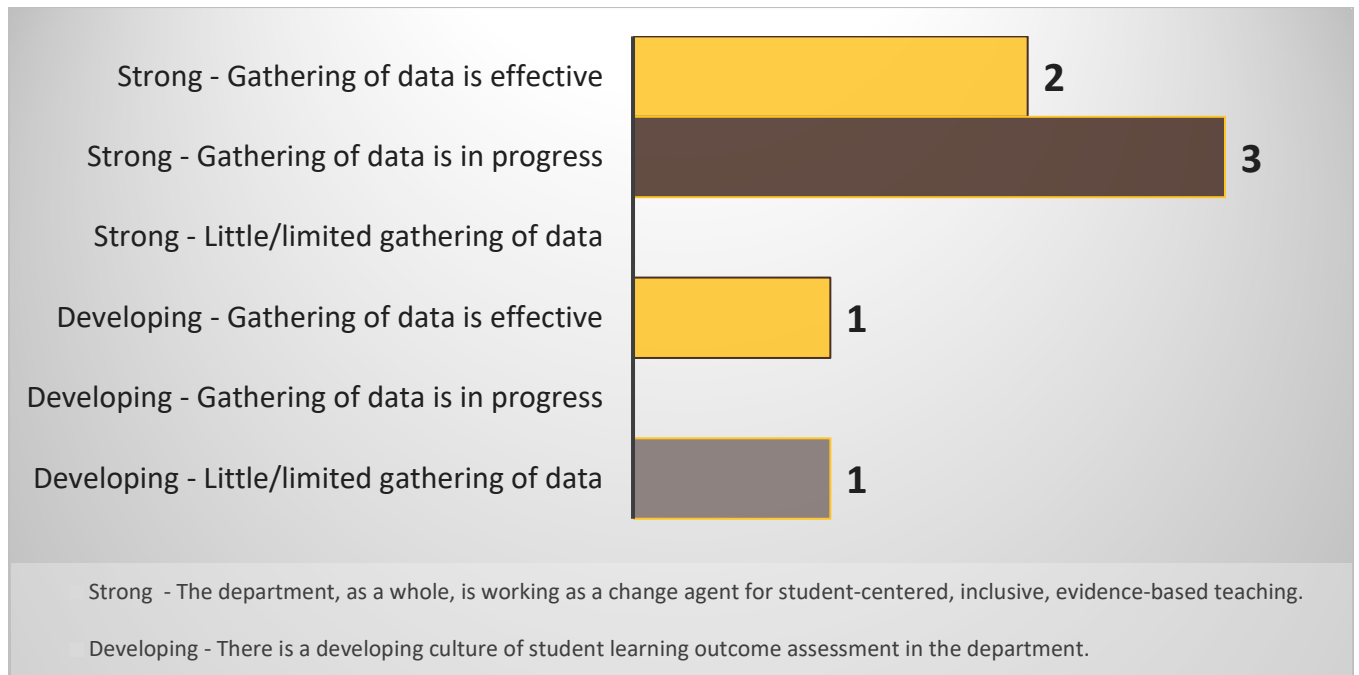 Strong - Gathering of data is effective
2
Strong - Gathering of data is in progress
3
Strong - Little/limited gathering of data
Developing - Gathering of data is effective
1
Developing - Gathering of data is in progress
Developing - Little/limited gathering of data
1
Strong - The department, as a whole, is working as a change agent for student-centered, inclusive, evidence-based teaching.
Developing - There is a developing culture of student learning outcome assessment in the department.